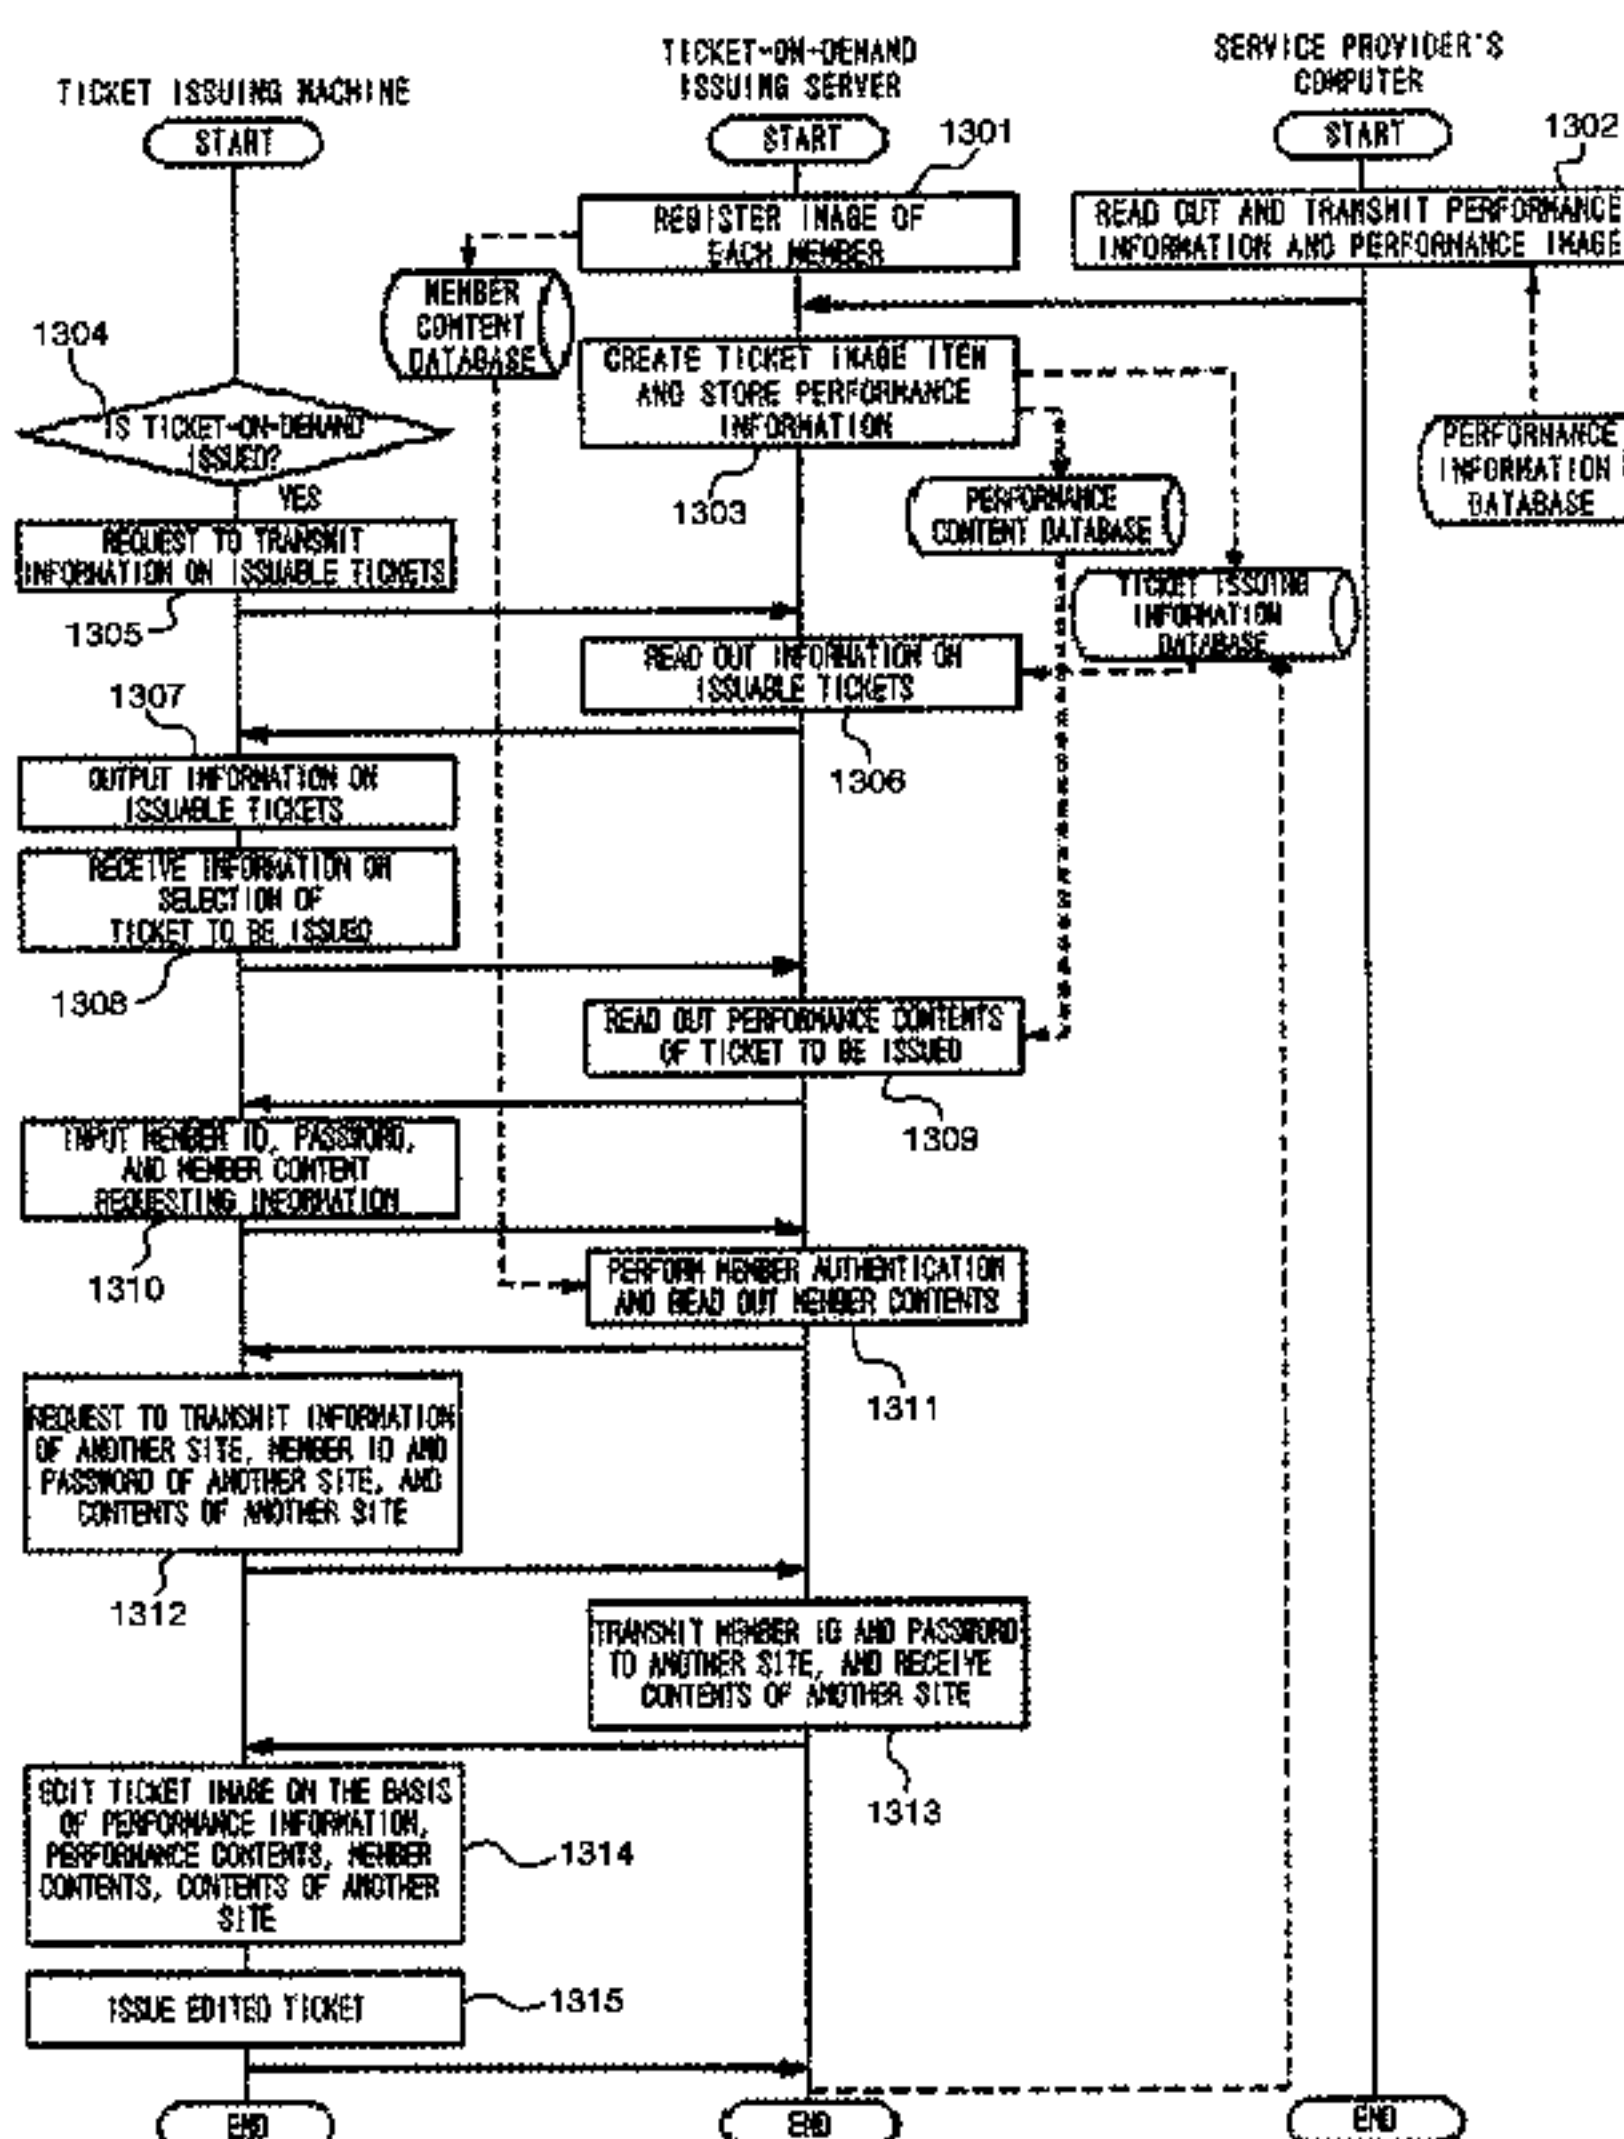 TICKET ISSUING MACHINE
START
1304
IS TICKET-ON-DEMAND
ISSUED?
YES
REQUEST TO TRANSMIT
INFORMATION ON ISSUABLE TICKETS
1305
1307
OUTPUT INFORMATION ON
ISSUABLE TICKETS
RECEIVE INFORMATION ON
SELECTION OF
TICKET TO BE ISSUED
1308
INPUT MEMBER ID, PASSWORD,
AND MEMBER CONTENT
REQUESTING INFORMATION
1310
REQUEST TO TRANSMIT INFORMATION
OF ANOTHER SITE, MEMBER ID AND
PASSWORD OF ANOTHER SITE, AND
CONTENTS OF ANOTHER SITE
1312
EDIT TICKET IMAGE ON THE BASIS
OF PERFORMANCE INFORMATION,
PERFORMANCE CONTENTS, MEMBER
CONTENTS, CONTENTS OF ANOTHER
SITE
1314
ISSUE EDITED TICKET
1315
END
TICKET-ON-DEMAND
ISSUING SERVER
START
1301
REGISTER IMAGE OF
EACH MEMBER
MEMBER
CONTENT
DATABASE
CREATE TICKET IMAGE ITEM
AND STORE PERFORMANCE
INFORMATION
1303
PERFORMANCE
CONTENT DATABASE
TICKET ISSUING
INFORMATION
DATABASE
READ OUT INFORMATION ON
ISSUABLE TICKETS
1306
READ OUT PERFORMANCE CONTENTS
OF TICKET TO BE ISSUED
1309
PERFORM MEMBER AUTHENTICATION
AND READ OUT MEMBER CONTENTS
1311
TRANSMIT MEMBER ID AND PASSWORD
TO ANOTHER SITE, AND RECEIVE
CONTENTS OF ANOTHER SITE
1313
END
SERVICE PROVIDER'S
COMPUTER
START
1302
READ OUT AND TRANSMIT PERFORMANCE
INFORMATION AND PERFORMANCE IMAGE
PERFORMANCE
INFORMATION
DATABASE
END